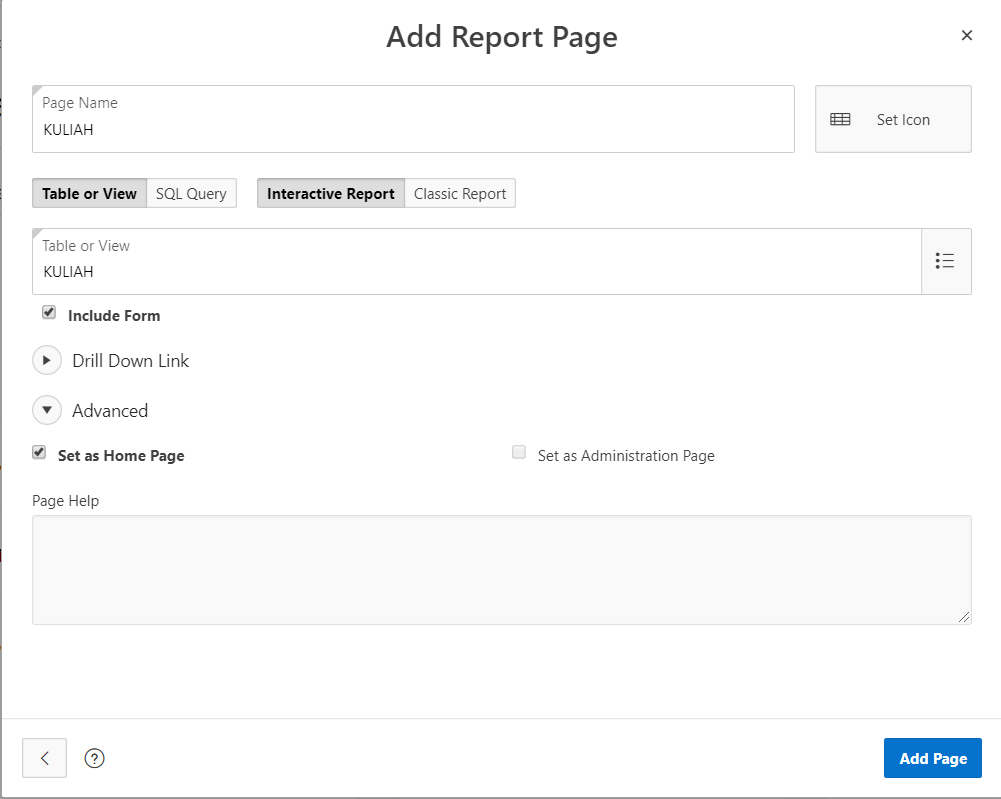 Add Report Page
Page Name
KULIAH
Set Icon
Table or View SQL Query Interactive Report Classic Report
Table or View
KULIAH
Include Form
Drill Down Link
Advanced
Set as Home Page Set as Administration Page
Page Help
Add Page